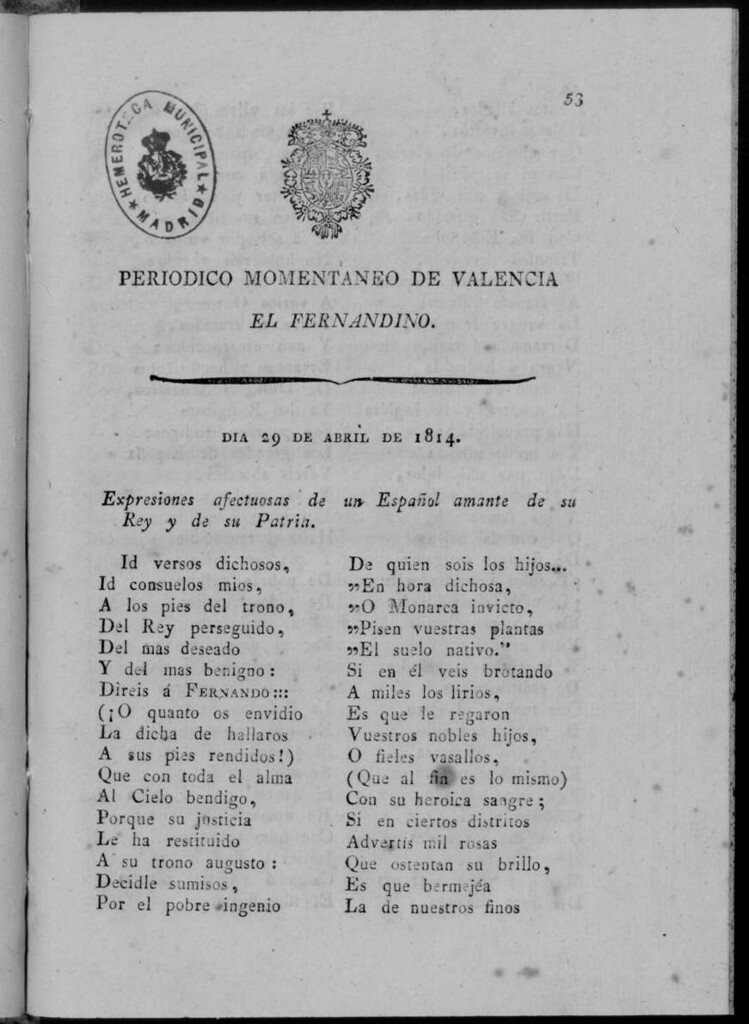 53
HEMEROTECA MUNICIPAL
★ MADRID ★
PERIODICO MOMENTÁNEO DE VALENCIA
EL FERNANDINO.
DIA 29 DE ABRIL DE 1814.
Expresiones afectuosas de un Español amante de su
Rey y de su Patria.
Id versos dichosos,
Id consuelos mios,
A los pies del trono,
Del Rey perseguido,
Del mas deseado
Y del mas benigno:
Direis á FERNANDO:::
(¡O quanto os envidio
La dicha de hallaros
A sus pies rendidos!)
Que con toda el alma
Al Cielo bendigo,
Porque su justicia
Le ha restituido
A su trono augusto:
Decidle sumisos,
Por el pobre ingenio
De quien sois los hijos...
„En hora dichosa,
„O Monarca invicto,
„Pisen vuestras plantas
„El suelo nativo."
Si en él veis brotando
A miles los lirios,
Es que le regaron
Vuestros nobles hijos,
O fieles vasallos,
(Que al fin es lo mismo)
Con su heroica sangre;
Si en ciertos distritos
Advertís mil rosas
Que ostentan su brillo,
Es que bermejéa
La de nuestros finos